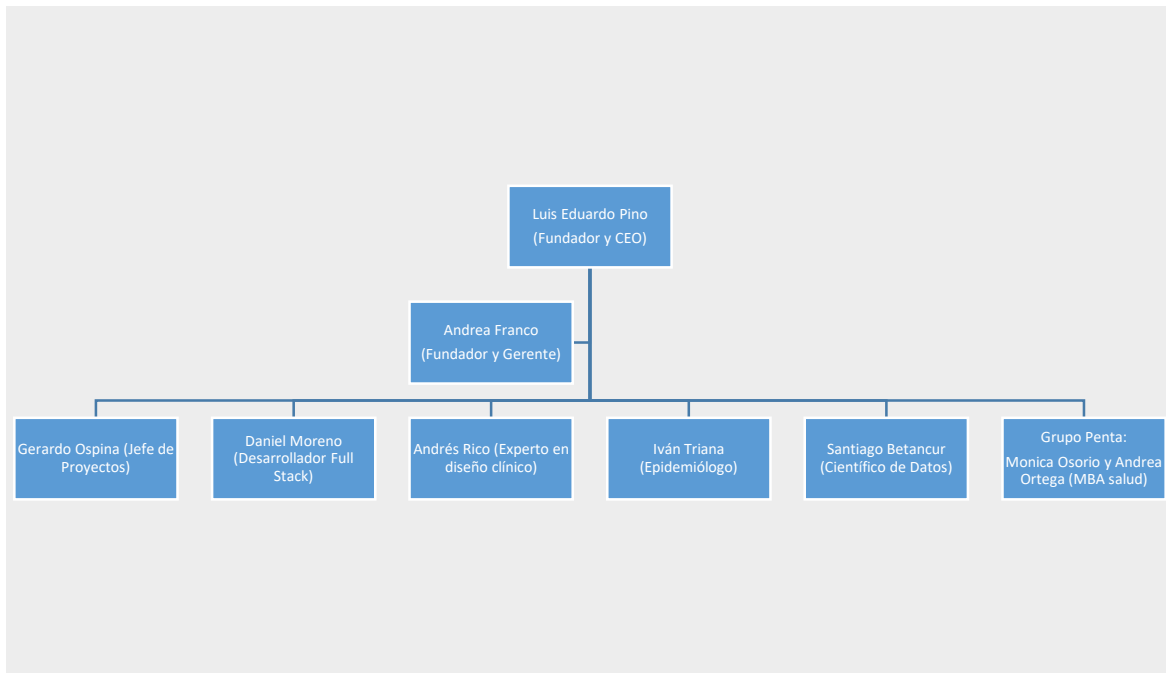 Luis Eduardo Pino
(Fundador y CEO)
Andrea Franco
(Fundador y Gerente)
Gerardo Ospina (Jefe de
Proyectos)
Daniel Moreno
(Desarrollador Full
Stack)
Andrés Rico (Experto en
diseño clínico)
Iván Triana
(Epidemiólogo)
Santiago Betancur
(Científico de Datos)
Grupo Penta:
Monica Osorio y Andrea
Ortega (MBA salud)